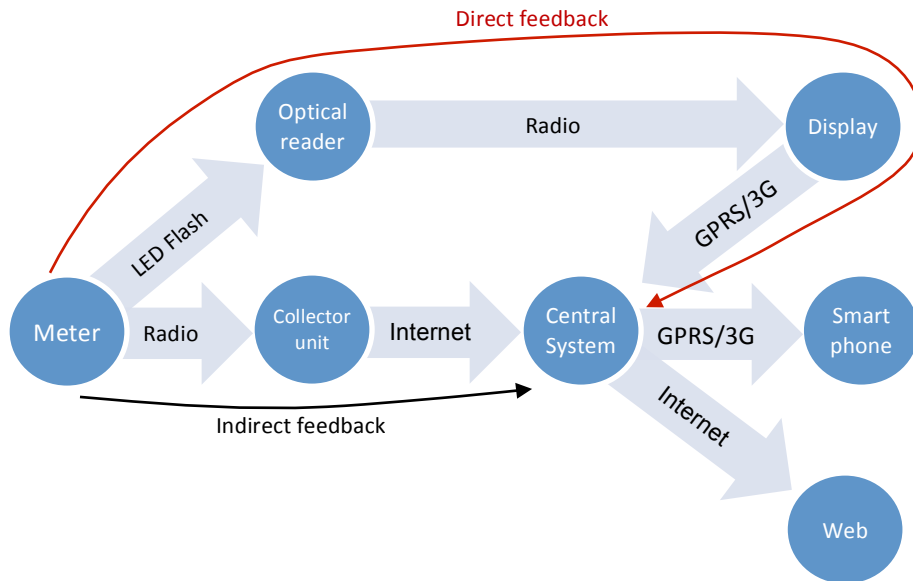 Direct feedback
Optical
reader
Radio
Display
LED Flash
GPRS/3G
Meter
Radio
Collector
unit
Internet
Central
System
GPRS/3G
Smart
phone
Indirect feedback
Internet
Web